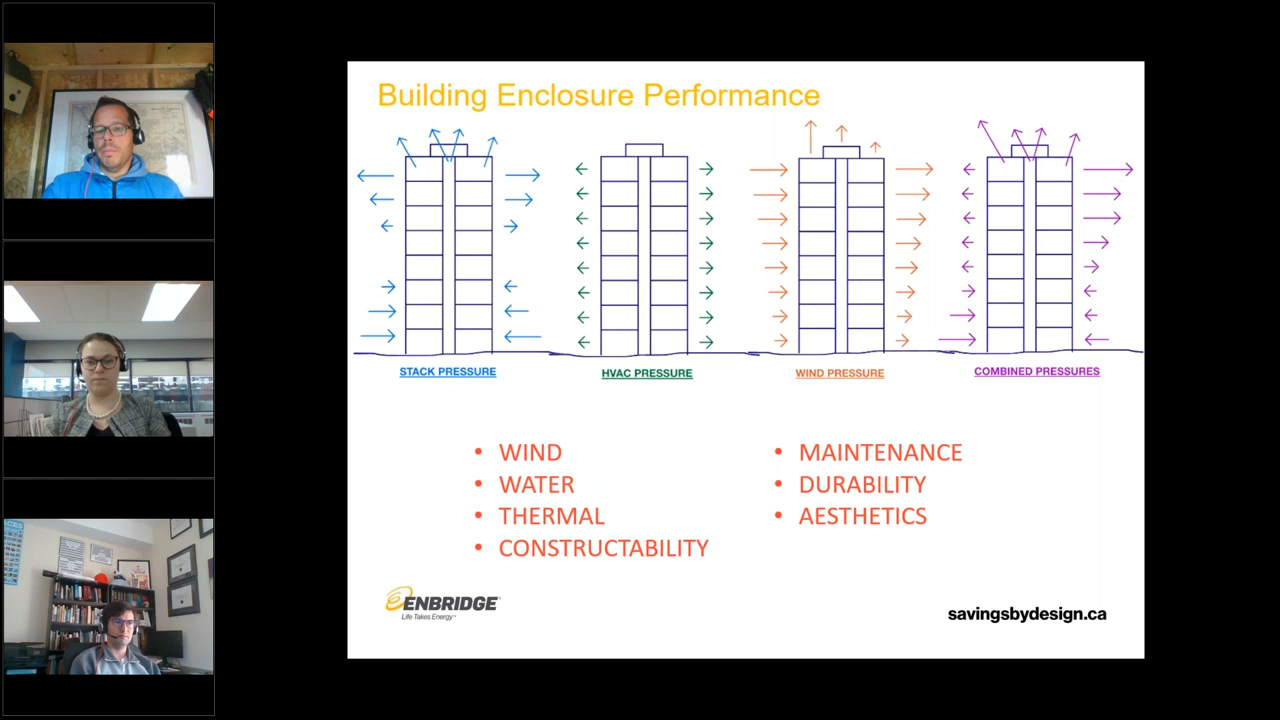 Building Enclosure Performance
STACK PRESSURE
HVAC PRESSURE
WIND PRESSURE
COMBINED PRESSURES
• WIND
• WATER
• THERMAL
• CONSTRUCTABILITY
• MAINTENANCE
• DURABILITY
• AESTHETICS
ENBRIDGE
Life Takes Energy™
savingsbydesign.ca